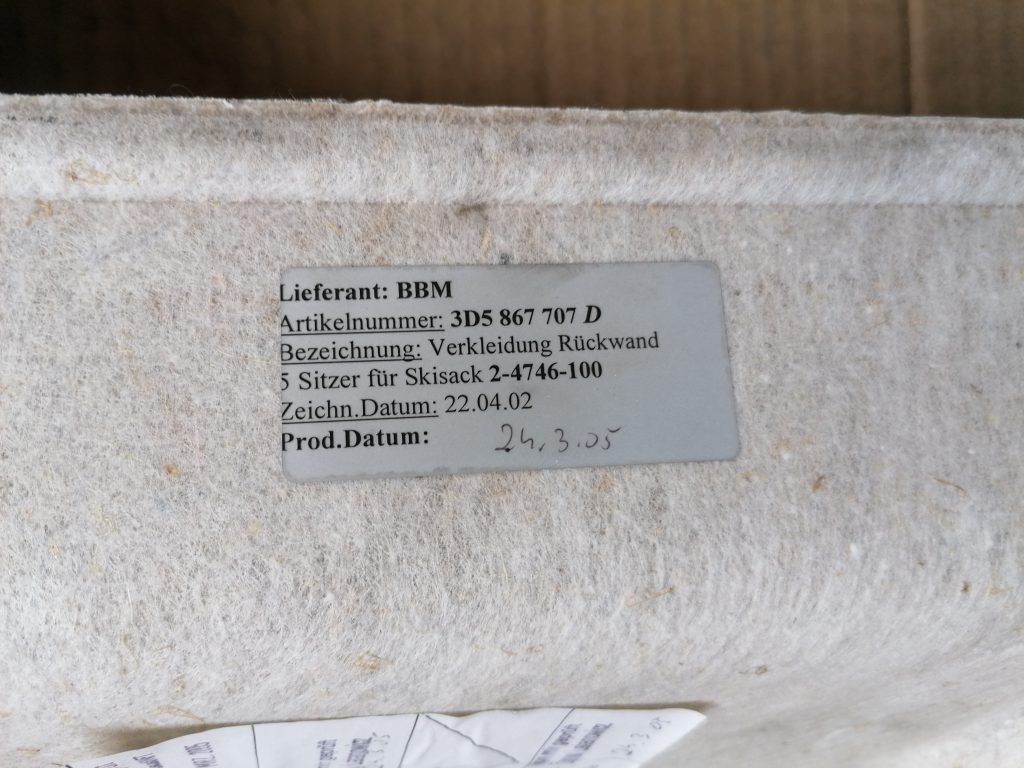 Lieferant: BBM
Artikelnummer: 3D5 867 707 D
Bezeichnung: Verkleidung Rückwand
5 Sitzer für Skisack 2-4746-100
Zeichn.Datum: 22.04.02
Prod.Datum: 24.3.05